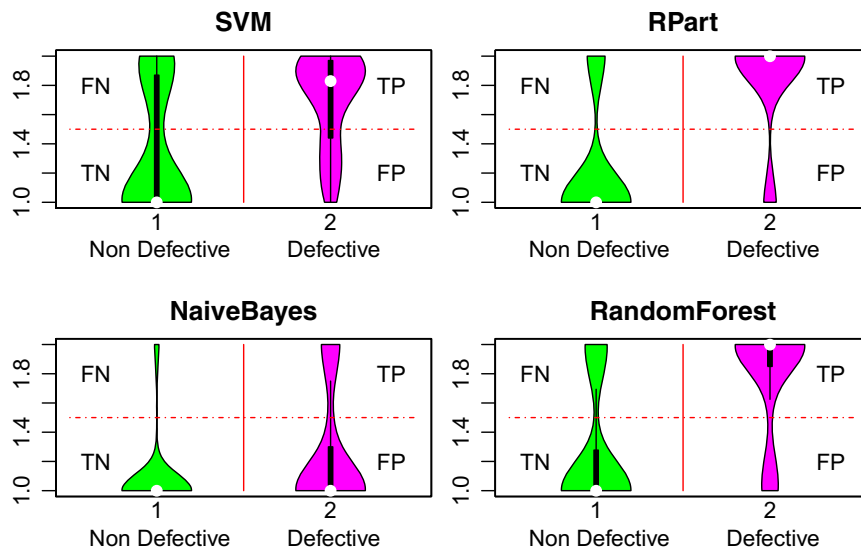 SVM
1.8
1.4
1.0
FN
TP
TN
FP
1
2
Non Defective
Defective
RPart
1.8
1.4
1.0
FN
TP
TN
FP
1
2
Non Defective
Defective
NaiveBayes
1.8
1.4
1.0
FN
TP
TN
FP
1
2
Non Defective
Defective
RandomForest
1.8
1.4
1.0
FN
TP
TN
FP
1
2
Non Defective
Defective